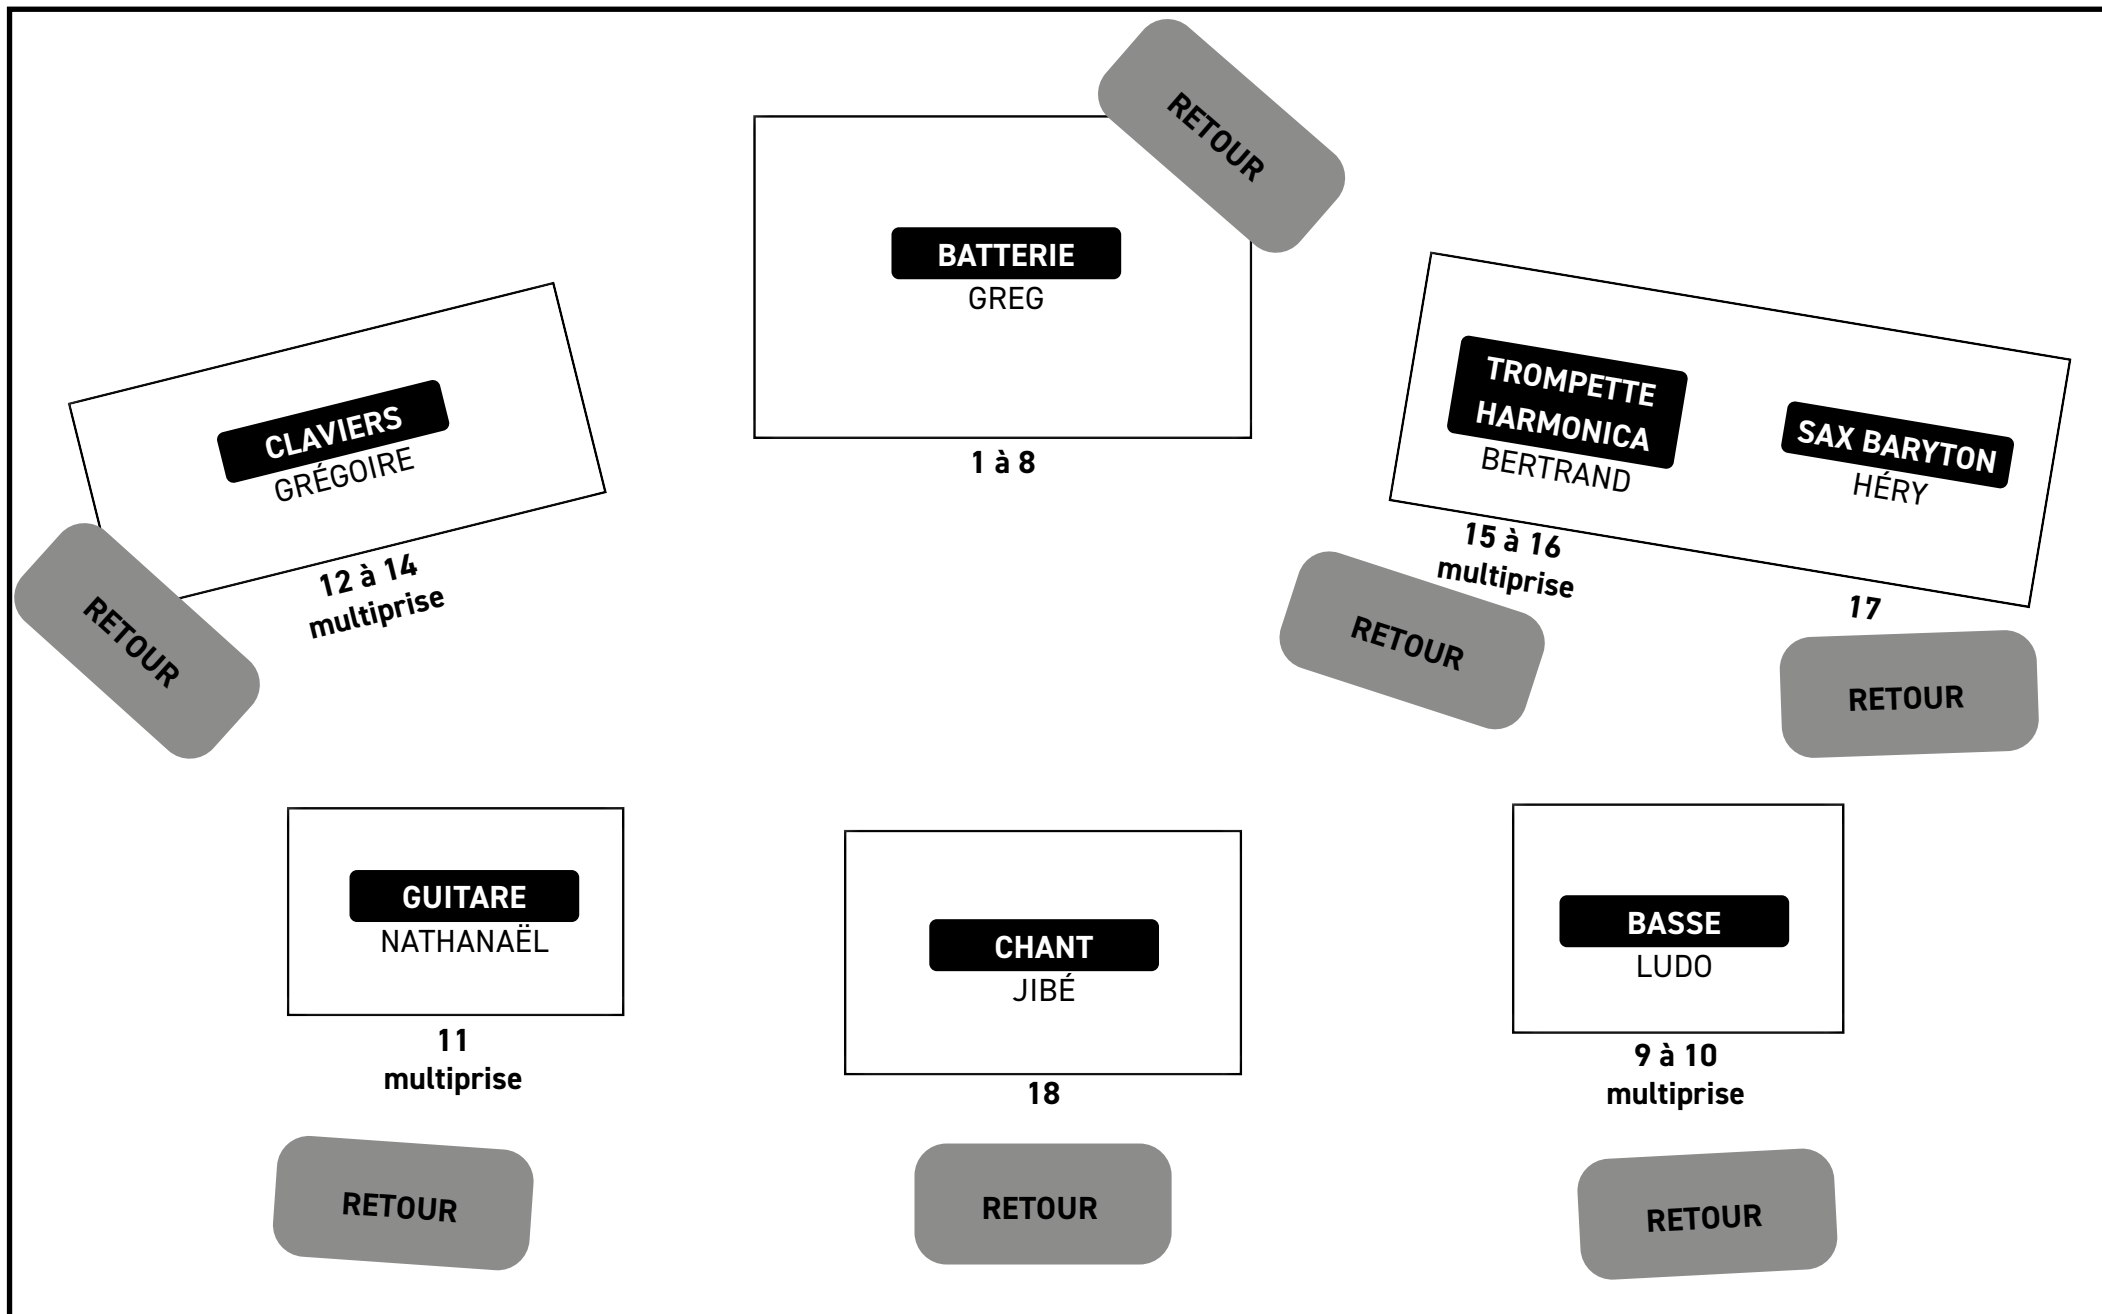 RETOUR
BATTERIE
GREG
1 à 8
CLAVIERS
GRÉGOIRE
12 à 14
multiprise
RETOUR
TROMPETTE
HARMONICA
BERTRAND
15 à 16
multiprise
RETOUR
SAX BARYTON
HÉRY
17
RETOUR
GUITARE
NATHANAËL
11
multiprise
RETOUR
CHANT
JIBÉ
18
RETOUR
BASSE
LUDO
9 à 10
multiprise
RETOUR